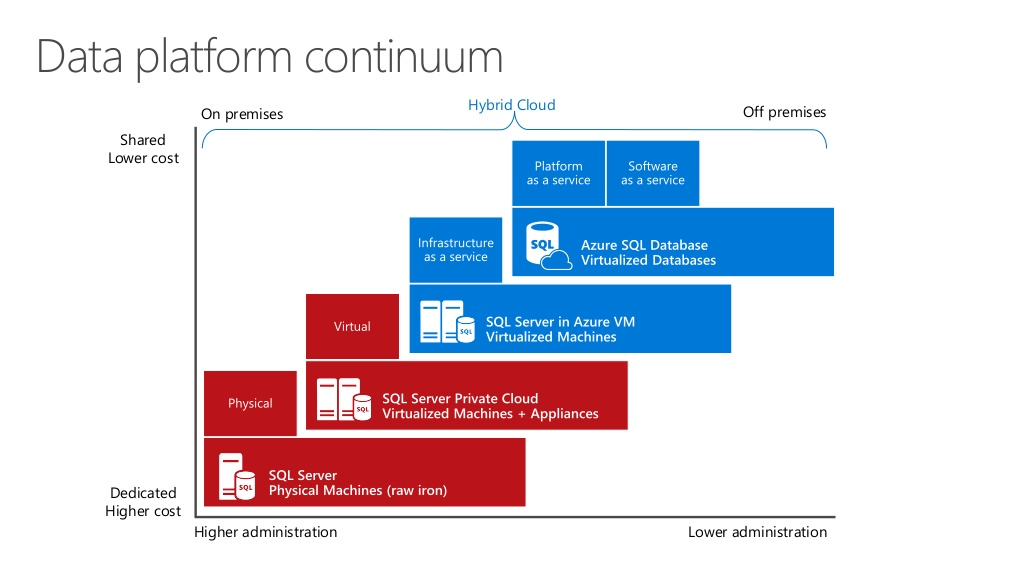 Data platform continuum
Hybrid Cloud
On premises
Off premises
Shared
Lower cost
Platform
as a service
Software
as a service
SQL
Azure SQL Database
Virtualized Databases
Infrastructure
as a service
SQL
SQL Server in Azure VM
Virtualized Machines
Virtual
SQL
SQL Server Private Cloud
Virtualized Machines + Appliances
Physical
SQL
SQL Server
Physical Machines (raw iron)
Dedicated
Higher cost
Higher administration
Lower administration